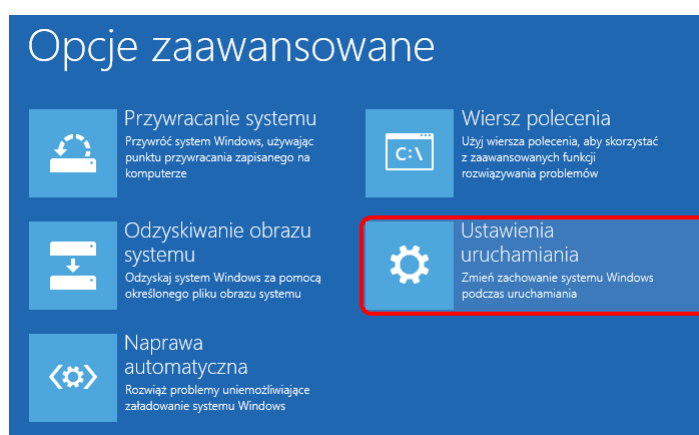 Opcje zaawansowane
Przywracanie systemu
Przywróć system Windows, używając
punktu przywracania zapisanego na
komputerze
Odzyskiwanie obrazu
systemu
Odzyskaj system Windows za pomocą
określonego pliku obrazu systemu
Naprawa
automatyczna
Rozwiąż problemy uniemożliwiające
załadowanie systemu Windows
C:\
Wiersz polecenia
Użyj wiersza polecenia, aby skorzystać
z zaawansowanych funkcji
rozwiązywania problemów
Ustawienia
uruchamiania
Zmień zachowanie systemu Windows
podczas uruchamiania